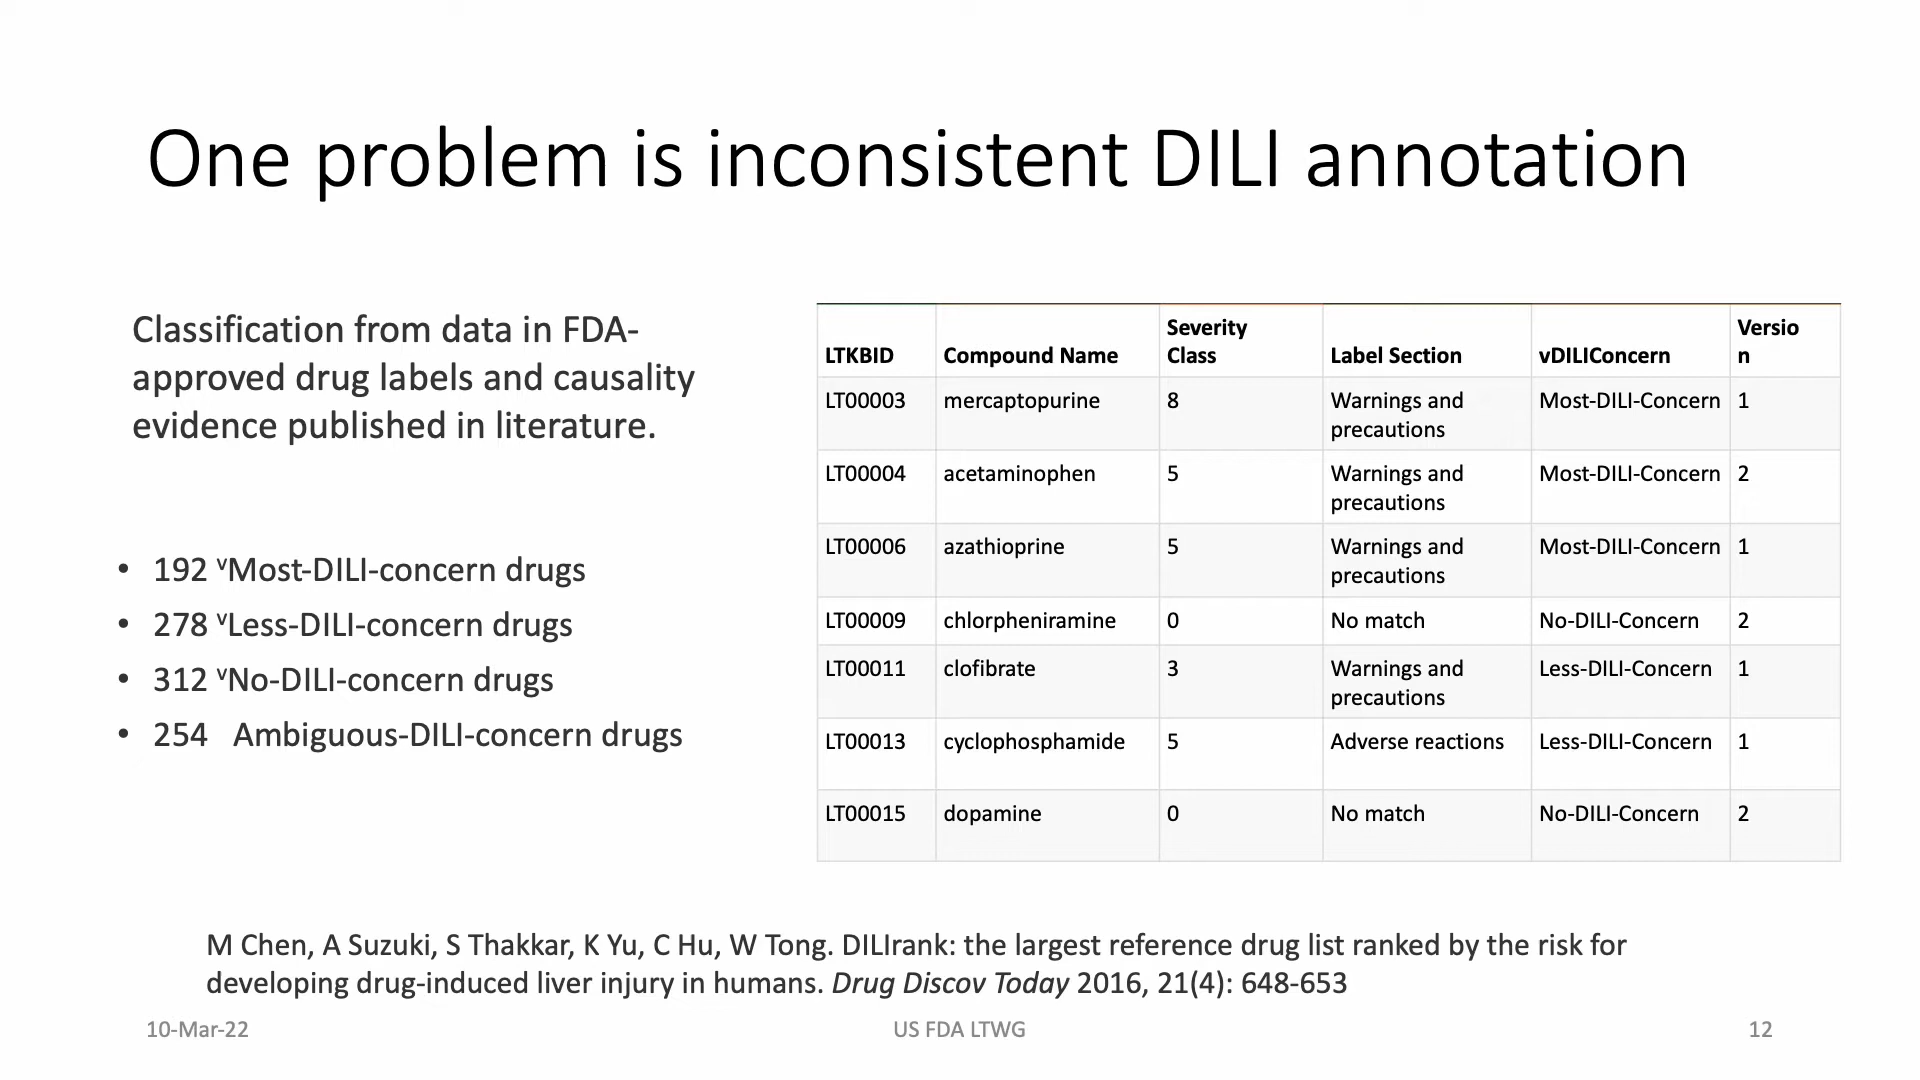 One problem is inconsistent DILI annotation
Classification from data in FDA-
approved drug labels and causality
evidence published in literature.
• 192 ᵛMost-DILI-concern drugs
• 278 ᵛLess-DILI-concern drugs
• 312 ᵛNo-DILI-concern drugs
• 254 Ambiguous-DILI-concern drugs
LTKBID Compound Name Severity Class Label Section vDILIConcern Versio n
LT00003 mercaptopurine 8 Warnings and precautions Most-DILI-Concern 1
LT00004 acetaminophen 5 Warnings and precautions Most-DILI-Concern 2
LT00006 azathioprine 5 Warnings and precautions Most-DILI-Concern 1
LT00009 chlorpheniramine 0 No match No-DILI-Concern 2
LT00011 clofibrate 3 Warnings and precautions Less-DILI-Concern 1
LT00013 cyclophosphamide 5 Adverse reactions Less-DILI-Concern 1
LT00015 dopamine 0 No match No-DILI-Concern 2
M Chen, A Suzuki, S Thakkar, K Yu, C Hu, W Tong. DILIrank: the largest reference drug list ranked by the risk for
developing drug-induced liver injury in humans. Drug Discov Today 2016, 21(4): 648-653
10-Mar-22 US FDA LTWG 12